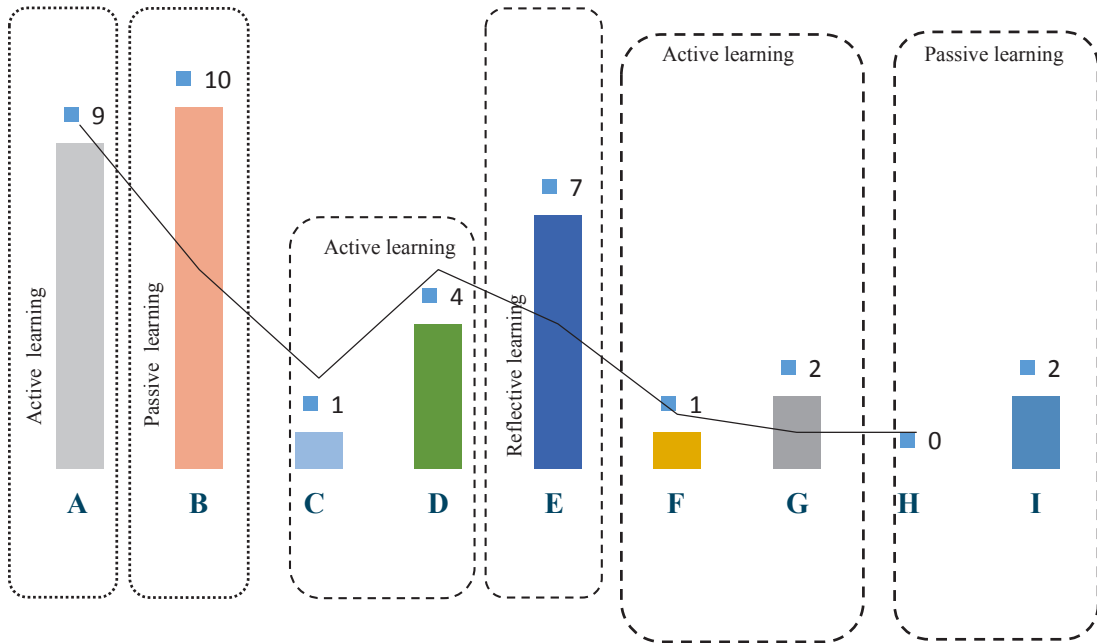 Active learning
Passive learning
Active learning
Reflective learning
Active learning
Passive learning
9
10
1
4
7
1
2
0
2
A
B
C
D
E
F
G
H
I